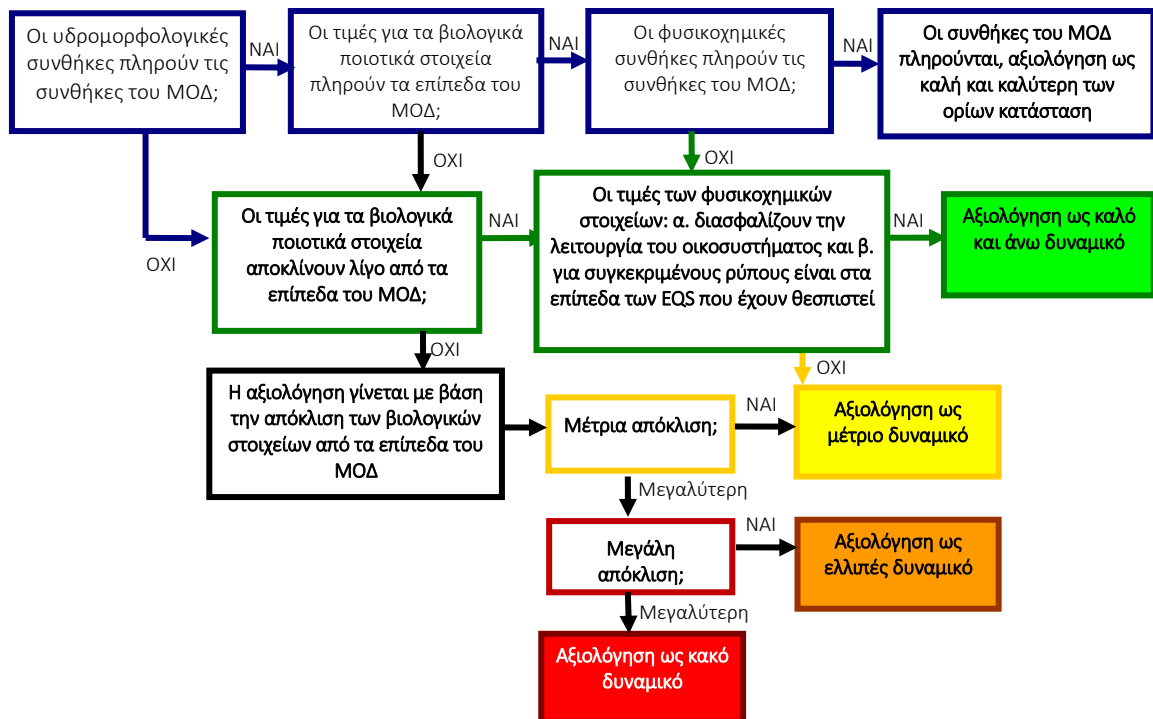 Οι υδρομορφολογικές
συνθήκες πληρούν τις
συνθήκες του ΜΟΔ;
ΝΑΙ
Οι τιμές για τα βιολογικά
ποιοτικά στοιχεία
πληρούν τα επίπεδα του
ΜΟΔ;
ΝΑΙ
Οι φυσικοχημικές
συνθήκες πληρούν τις
συνθήκες του ΜΟΔ;
ΝΑΙ
Οι συνθήκες του ΜΟΔ
πληρούνται, αξιολόγηση ως
καλή και καλύτερη των
ορίων κατάσταση
ΟΧΙ
ΟΧΙ
ΟΧΙ
Οι τιμές για τα βιολογικά
ποιοτικά στοιχεία
αποκλίνουν λίγο από τα
επίπεδα του ΜΟΔ;
ΝΑΙ
Οι τιμές των φυσικοχημικών
στοιχείων: α. διασφαλίζουν την
λειτουργία του οικοσυστήματος και β.
για συγκεκριμένους ρύπους είναι στα
επίπεδα των EQS που έχουν θεσπιστεί
ΝΑΙ
Αξιολόγηση ως καλό
και άνω δυναμικό
ΟΧΙ
ΟΧΙ
Η αξιολόγηση γίνεται με βάση
την απόκλιση των βιολογικών
στοιχείων από τα επίπεδα του
ΜΟΔ
Μέτρια απόκλιση;
ΝΑΙ
Αξιολόγηση ως
μέτριο δυναμικό
Μεγαλύτερη
Μεγάλη
απόκλιση;
ΝΑΙ
Αξιολόγηση ως
ελλιπές δυναμικό
Μεγαλύτερη
Αξιολόγηση ως κακό
δυναμικό